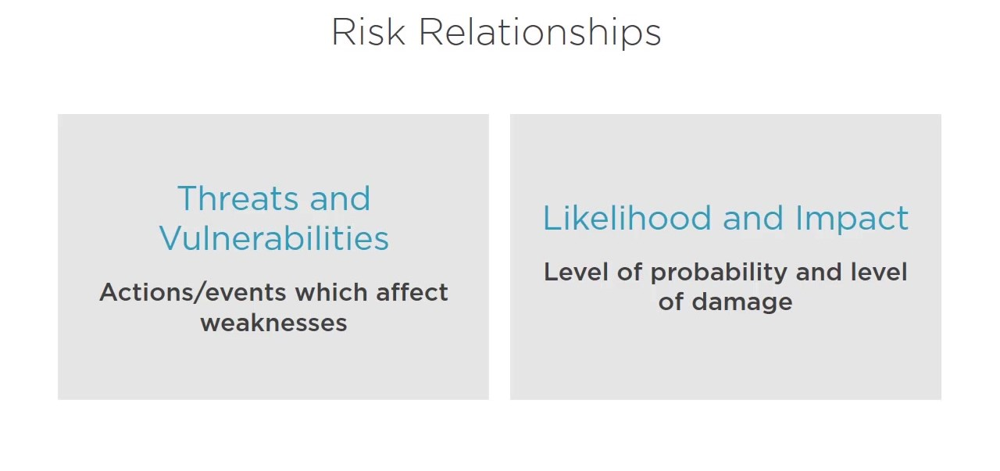 Risk Relationships
Threats and
Vulnerabilities
Actions/events which affect
weaknesses
Likelihood and Impact
Level of probability and level
of damage